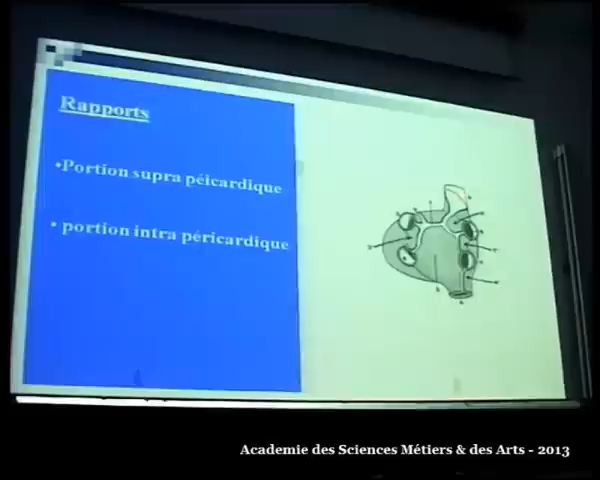 Rapports
•Portion supra péicardique
• portion intra péricardique
Academie des Sciences Métiers & des Arts - 2013